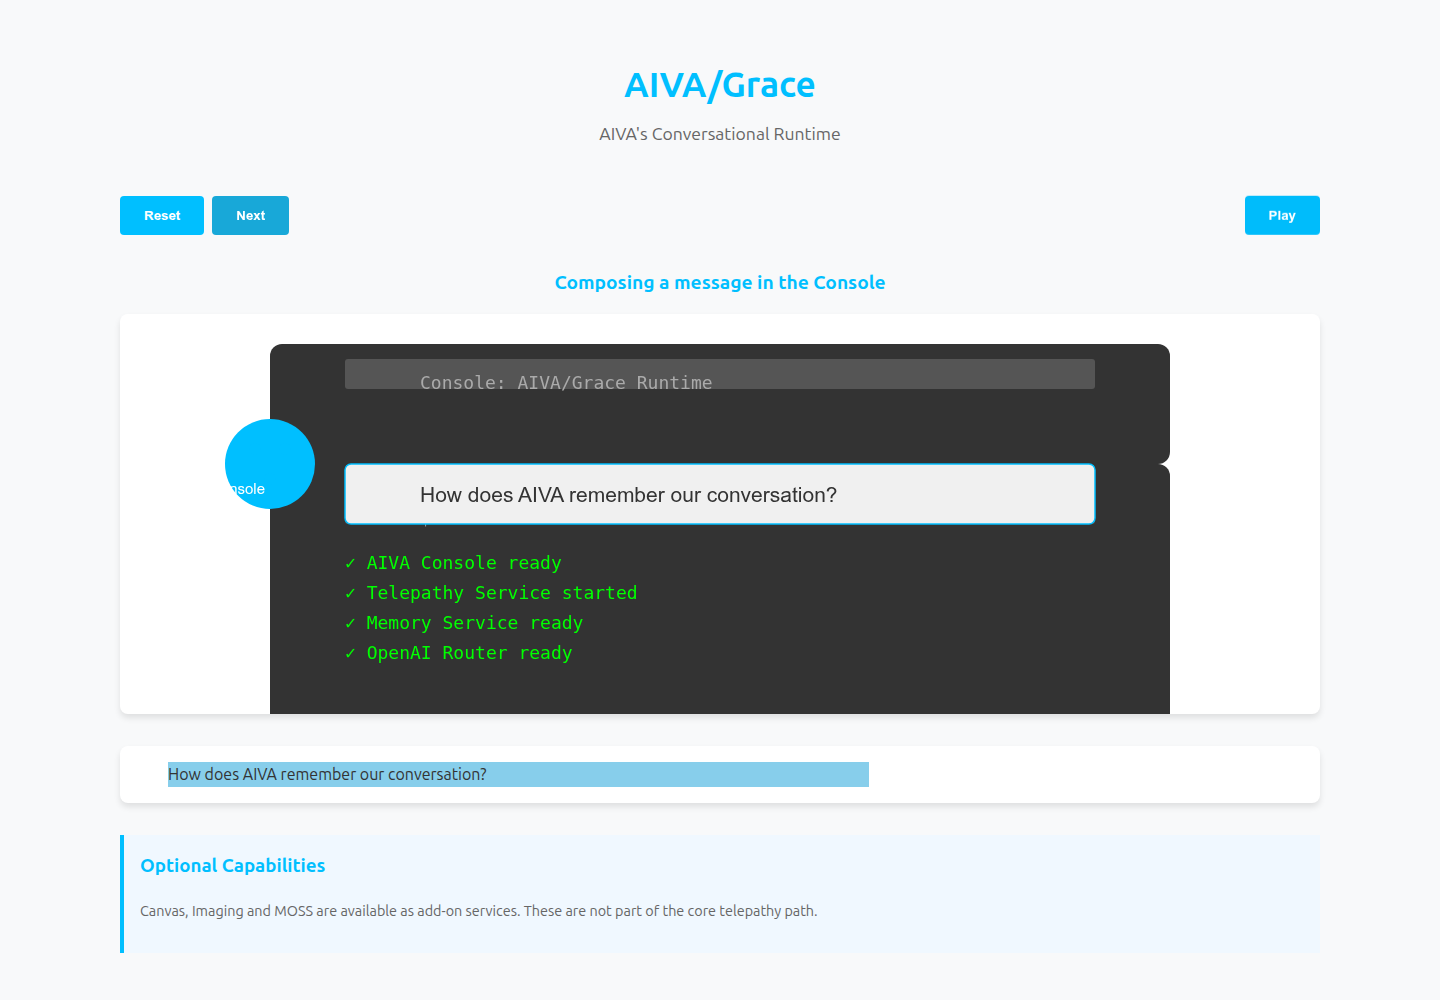 AIVA/Grace
AIVA's Conversational Runtime
Reset
Next
Play
Composing a message in the Console
Console: AIVA/Grace Runtime
nsole
How does AIVA remember our conversation?
✓ AIVA Console ready
✓ Telepathy Service started
✓ Memory Service ready
✓ OpenAI Router ready
How does AIVA remember our conversation?
Optional Capabilities
Canvas, Imaging and MOSS are available as add-on services. These are not part of the core telepathy path.